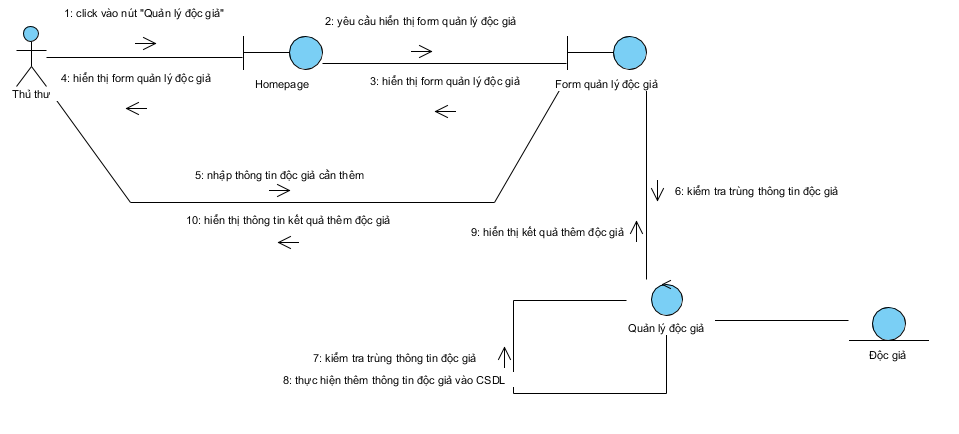 1: click vào nút "Quản lý độc giả"
2: yêu cầu hiển thị form quản lý độc giả
4: hiển thị form quản lý độc giả
3: hiển thị form quản lý độc giả
Thủ thư
Homepage
Form quản lý độc giả
5: nhập thông tin độc giả cần thêm
6: kiểm tra trùng thông tin độc giả
10: hiển thị thông tin kết quả thêm độc giả
9: hiển thị kết quả thêm độc giả
Quản lý độc giả
Độc giả
7: kiểm tra trùng thông tin độc giả
8: thực hiện thêm thông tin độc giả vào CSDL